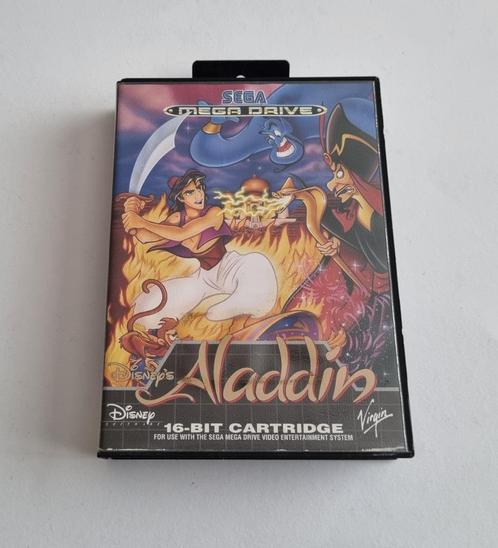 SEGA
MEGA DRIVE
DISNEY'S
Aladdin
DISNEY
SOFTWARE
Virgin
16-BIT CARTRIDGE
FOR USE WITH THE SEGA MEGA DRIVE VIDEO ENTERTAINMENT SYSTEM